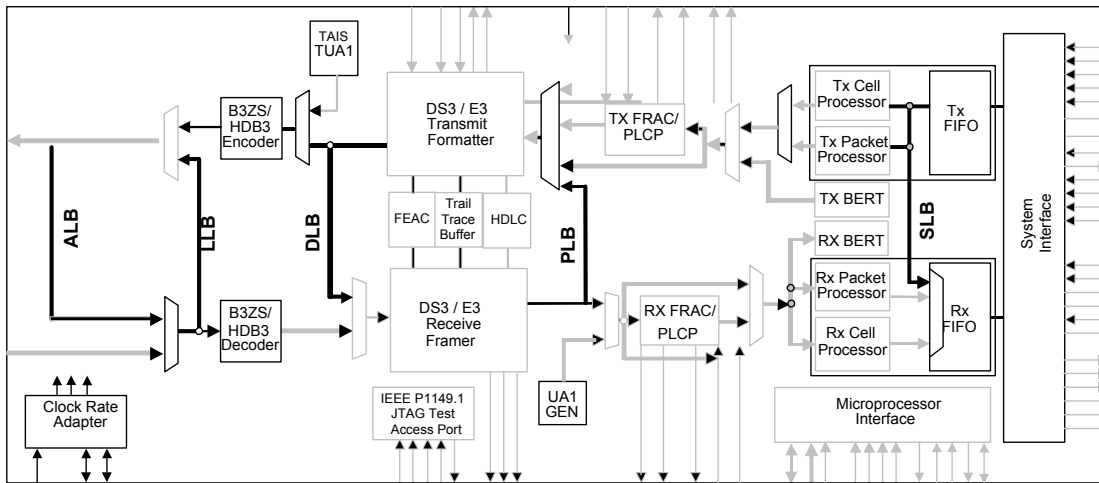 TAIS
TUA1
B3ZS/
HDB3
Encoder
DS3 / E3
Transmit
Formatter
TX FRAC/
PLCP
Tx Cell
Processor
Tx Packet
Processor
Tx
FIFO
TX BERT
FEAC
Trail
Trace
Buffer
HDLC
ALB
LLB
DLB
PLB
SLB
System
Interface
RX BERT
B3ZS/
HDB3
Decoder
DS3 / E3
Receive
Framer
RX FRAC/
PLCP
Rx Packet
Processor
Rx Cell
Processor
Rx
FIFO
UA1
GEN
Clock Rate
Adapter
IEEE P1149.1
JTAG Test
Access Port
Microprocessor
Interface